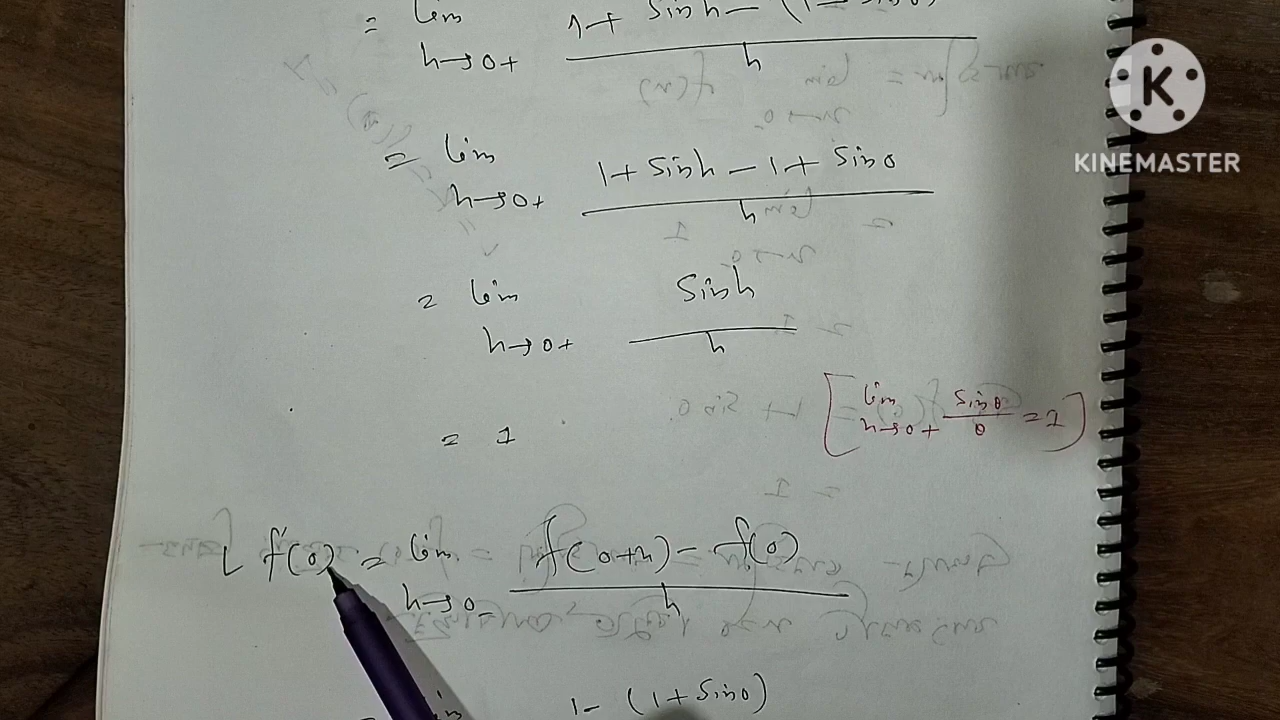 = lim h→0+ (1 + sinh - (1 - sin0)) / h
KINEMASTER
= lim h→0+ (1 + sinh - 1 + sin0) / h
= lim h→0+ sinh / h
[lim h→0+ sinθ / θ = 1]
= 1
L f'(0) = lim h→0- (f(0+h) - f(0)) / h
lim 1 - (1 + sin0)